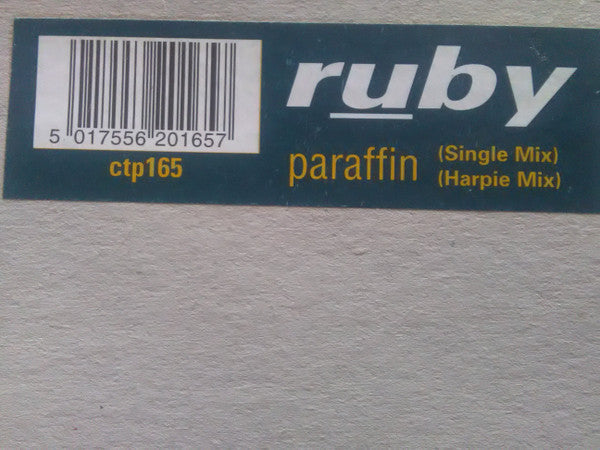 5 017556 201657
ctp165
ruby
paraffin (Single Mix)
(Harpie Mix)